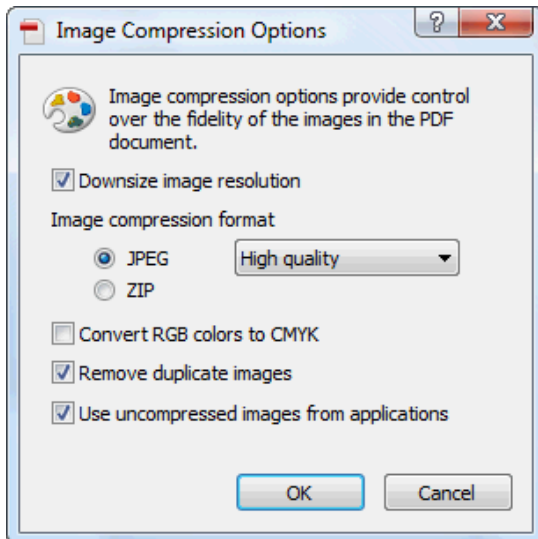 Image Compression Options
Image compression options provide control
over the fidelity of the images in the PDF
document.
Downsize image resolution
Image compression format
JPEG
High quality
ZIP
Convert RGB colors to CMYK
Remove duplicate images
Use uncompressed images from applications
OK
Cancel